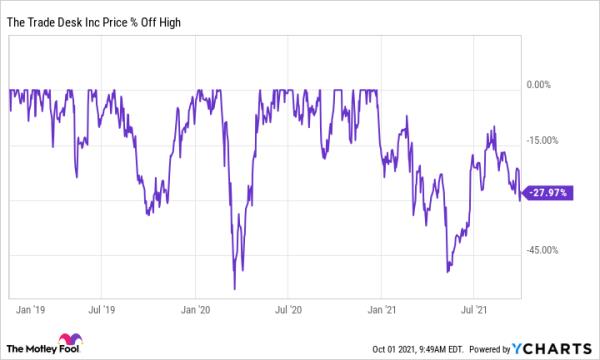 The Trade Desk Inc Price % Off High
0.00%
-15.00%
-27.97%
-45.00%
Jan '19
Jul '19
Jan '20
Jul '20
Jan '21
Jul '21
The Motley Fool.
Oct 01 2021, 9:49AM EDT. Powered by YCHARTS